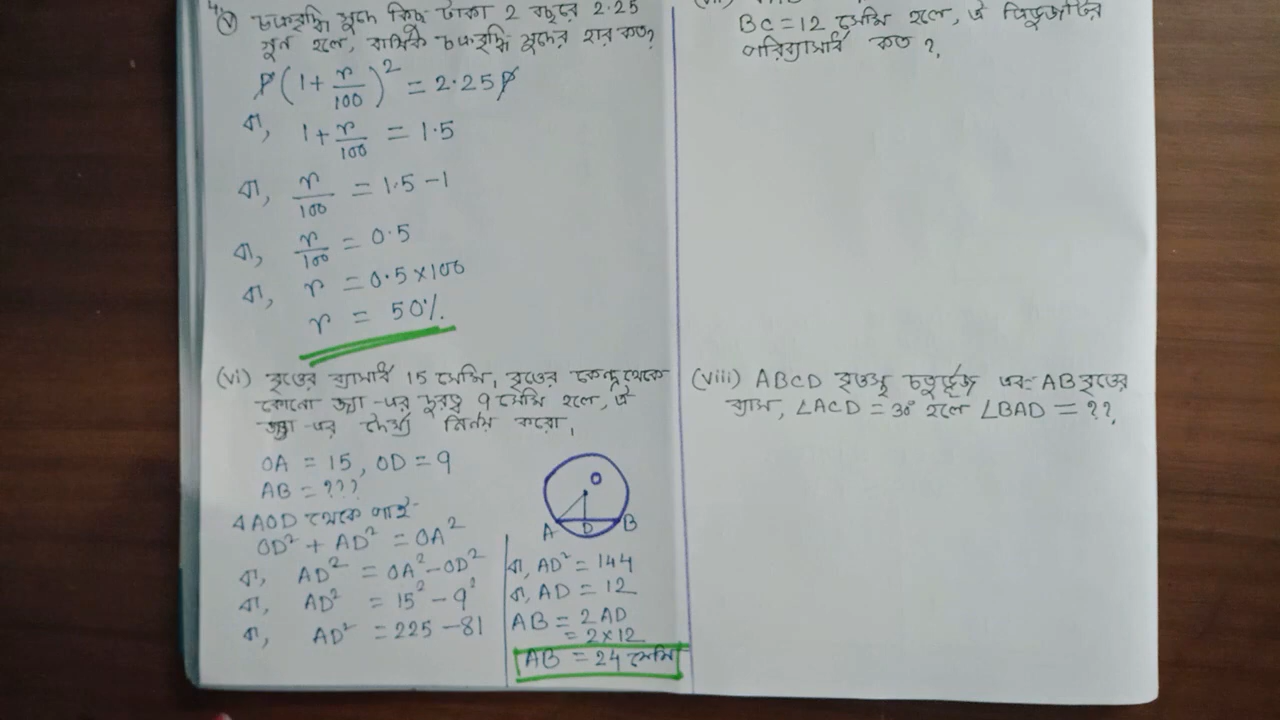 (v) চক্রবৃদ্ধি সুদে কিছু টাকা 2 বছরে 2.25
গুন হলে, বার্ষিক চক্রবৃদ্ধি সুদের হার কত?
P(1+r/100)² = 2.25P
বা, 1+r/100 = 1.5
বা, r/100 = 1.5-1
বা, r/100 = 0.5
বা, r = 0.5×100
r = 50%
(vi) বৃত্তের ব্যাসার্ধ 15 সেমি, বৃত্তের কেন্দ্র থেকে
কোনো জ্যা-এর দূরত্ব 9 সেমি হলে, ঐ
জ্যা-এর দৈর্ঘ্য নির্ণয় করো।
OA = 15, OD = 9
AB = ???
△AOD থেকে পাই-
OD² + AD² = OA²
বা, AD² = OA²-OD²
বা, AD² = 15²-9²
বা, AD² = 225-81
O
A D B
বা, AD² = 144
বা, AD = 12
AB = 2AD
= 2×12
AB = 24 সেমি
BC = 12 সেমি হলে, ঐ ত্রিভুজটির
পরিব্যাসার্ধ কত?
(viii) ABCD বৃত্তস্থ চতুর্ভুজ এবং AB বৃত্তের
ব্যাস, ∠ACD = 30° হলে ∠BAD = ??